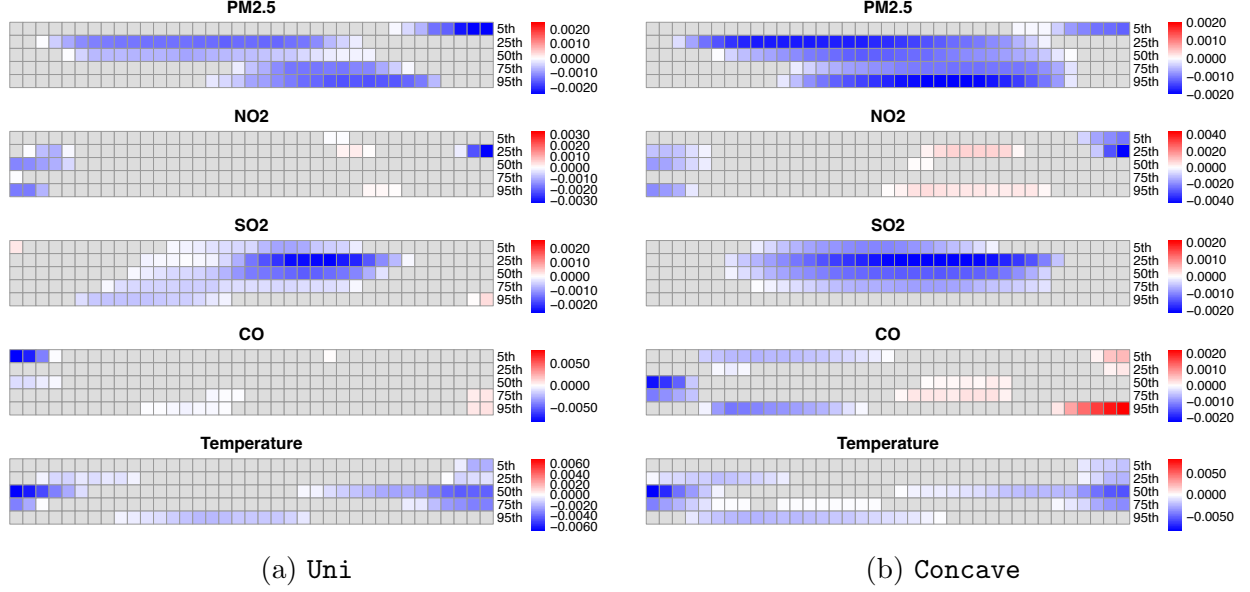 PM2.5
5th
25th
50th
75th
95th
0.0020
0.0010
0.0000
−0.0010
−0.0020
NO2
5th
25th
50th
75th
95th
0.0030
0.0020
0.0010
0.0000
−0.0010
−0.0020
−0.0030
SO2
5th
25th
50th
75th
95th
0.0020
0.0010
0.0000
−0.0010
−0.0020
CO
5th
25th
50th
75th
95th
0.0050
0.0000
−0.0050
Temperature
5th
25th
50th
75th
95th
0.0060
0.0040
0.0020
0.0000
−0.0020
−0.0040
−0.0060
(a) Uni
PM2.5
5th
25th
50th
75th
95th
0.0020
0.0010
0.0000
−0.0010
−0.0020
NO2
5th
25th
50th
75th
95th
0.0040
0.0020
0.0000
−0.0020
−0.0040
SO2
5th
25th
50th
75th
95th
0.0020
0.0010
0.0000
−0.0010
−0.0020
CO
5th
25th
50th
75th
95th
0.0020
0.0010
0.0000
−0.0010
−0.0020
Temperature
5th
25th
50th
75th
95th
0.0050
0.0000
−0.0050
(b) Concave